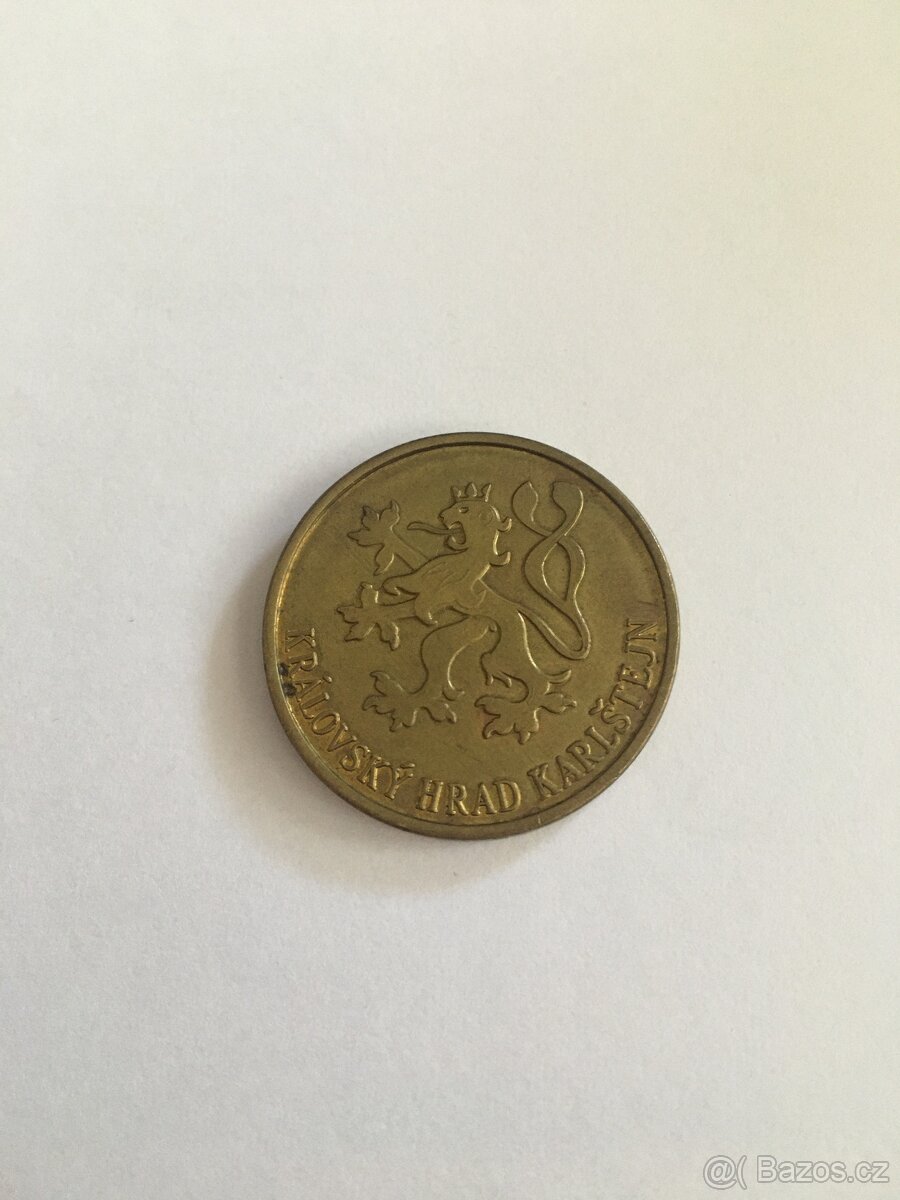 KRÁLOVSKÝ HRAD KARLŠTEJN
@( Bazos.cz